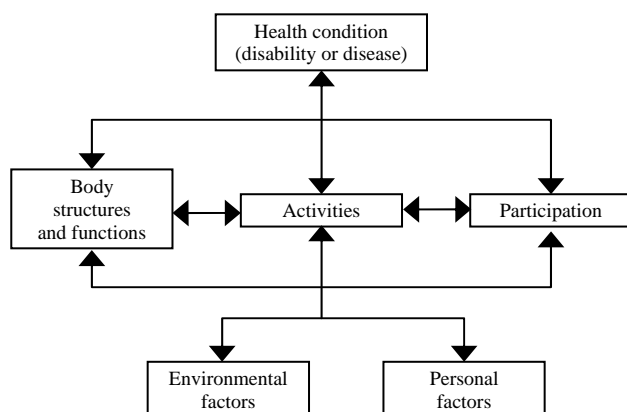 Health condition
(disability or disease)
Body
structures
and functions
Activities
Participation
Environmental
factors
Personal
factors